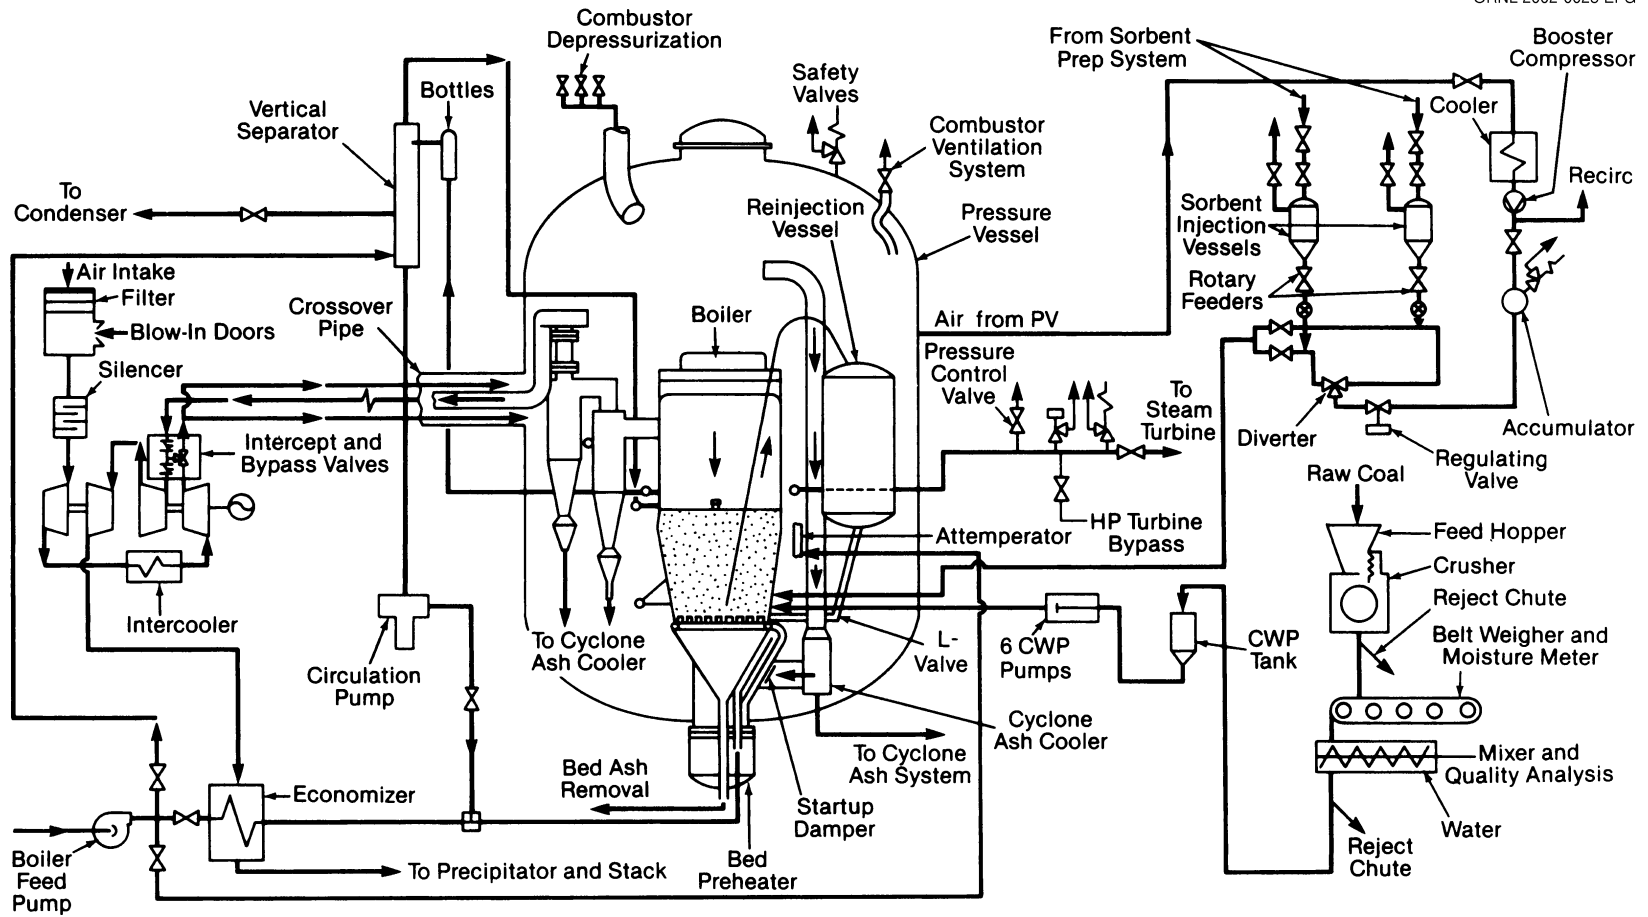 Combustor
Depressurization
From Sorbent
Prep System
Booster
Compressor
Safety
Valves
Bottles
Vertical
Separator
Cooler
Combustor
Ventilation
System
To
Condenser
Recirc
Reinjection
Vessel
Pressure
Vessel
Sorbent
Injection
Vessels
Air Intake
Filter
Blow-In Doors
Crossover
Pipe
Rotary
Feeders
Boiler
Air from PV
Silencer
Pressure
Control
Valve
To
Steam
Turbine
Intercept and
Bypass Valves
Diverter
Accumulator
Regulating
Valve
Raw Coal
HP Turbine
Bypass
Attemperator
Feed Hopper
Crusher
Reject Chute
Intercooler
To Cyclone
Ash Cooler
L-
Valve
6 CWP
Pumps
CWP
Tank
Belt Weigher and
Moisture Meter
Circulation
Pump
Cyclone
Ash Cooler
To Cyclone
Ash System
Mixer and
Quality Analysis
Bed Ash
Removal
Economizer
Startup
Damper
Water
Boiler
Feed
Pump
To Precipitator and Stack
Bed
Preheater
Reject
Chute